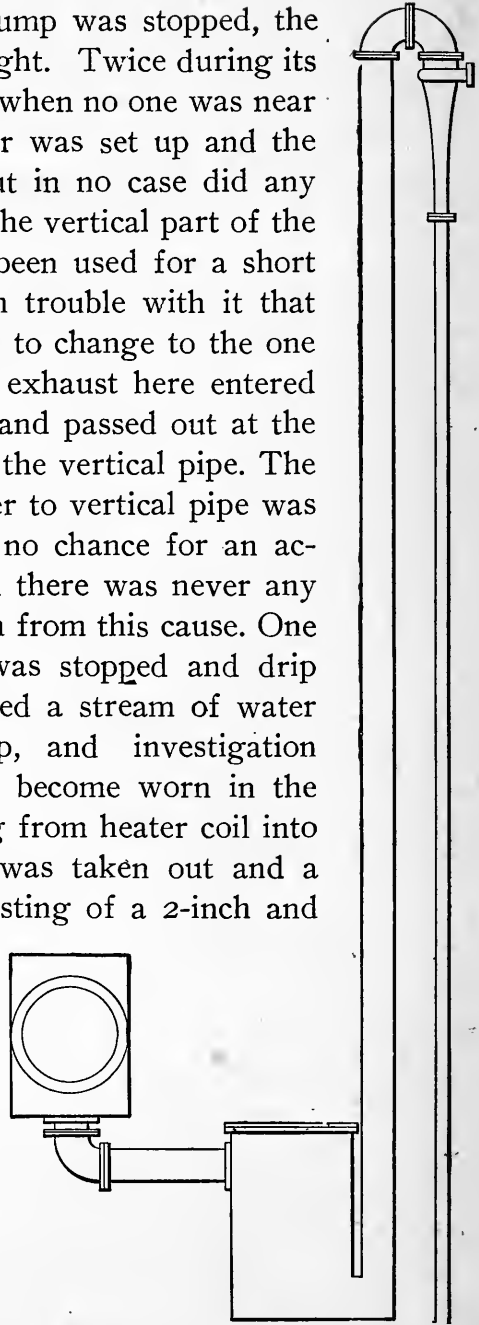 ump was stopped, the
ght. Twice during its
when no one was near
r was set up and the
ut in no case did any
he vertical part of the
been used for a short
n trouble with it that
to change to the one
exhaust here entered
and passed out at the
the vertical pipe. The
er to vertical pipe was
no chance for an ac-
there was never any
from this cause. One
was stopped and drip
ed a stream of water
p, and investigation
become worn in the
g from heater coil into
was taken out and a
sting of a 2-inch and